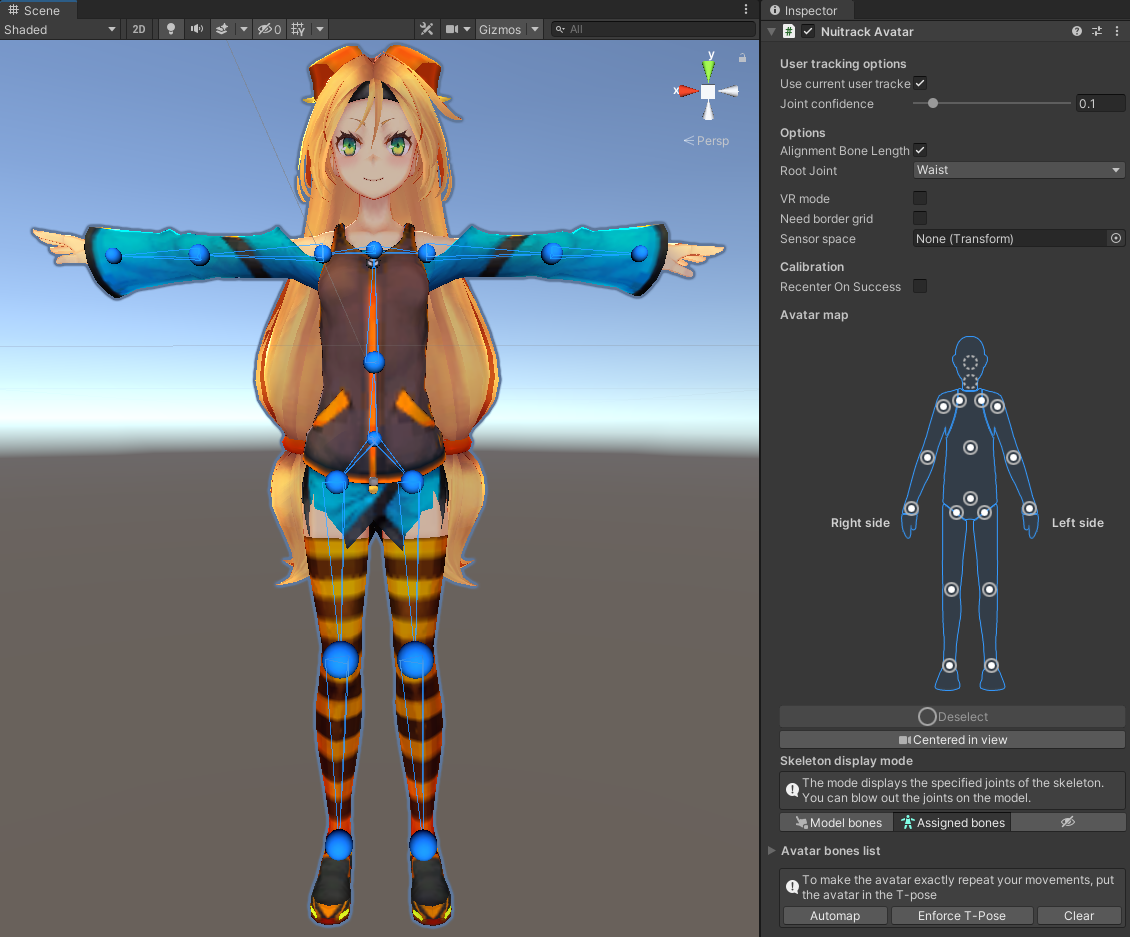 Scene
Inspector
Shaded
2D
0
Gizmos
All
Nuitrack Avatar
y
x
Persp
User tracking options
Use current user tracke
Joint confidence
0.1
Options
Alignment Bone Length
Root Joint
Waist
VR mode
Need border grid
Sensor space
None (Transform)
Calibration
Recenter On Success
Avatar map
Right side
Left side
Deselect
Centered in view
Skeleton display mode
The mode displays the specified joints of the skeleton.
You can blow out the joints on the model.
Model bones
Assigned bones
Avatar bones list
To make the avatar exactly repeat your movements, put
the avatar in the T-pose
Automap
Enforce T-Pose
Clear